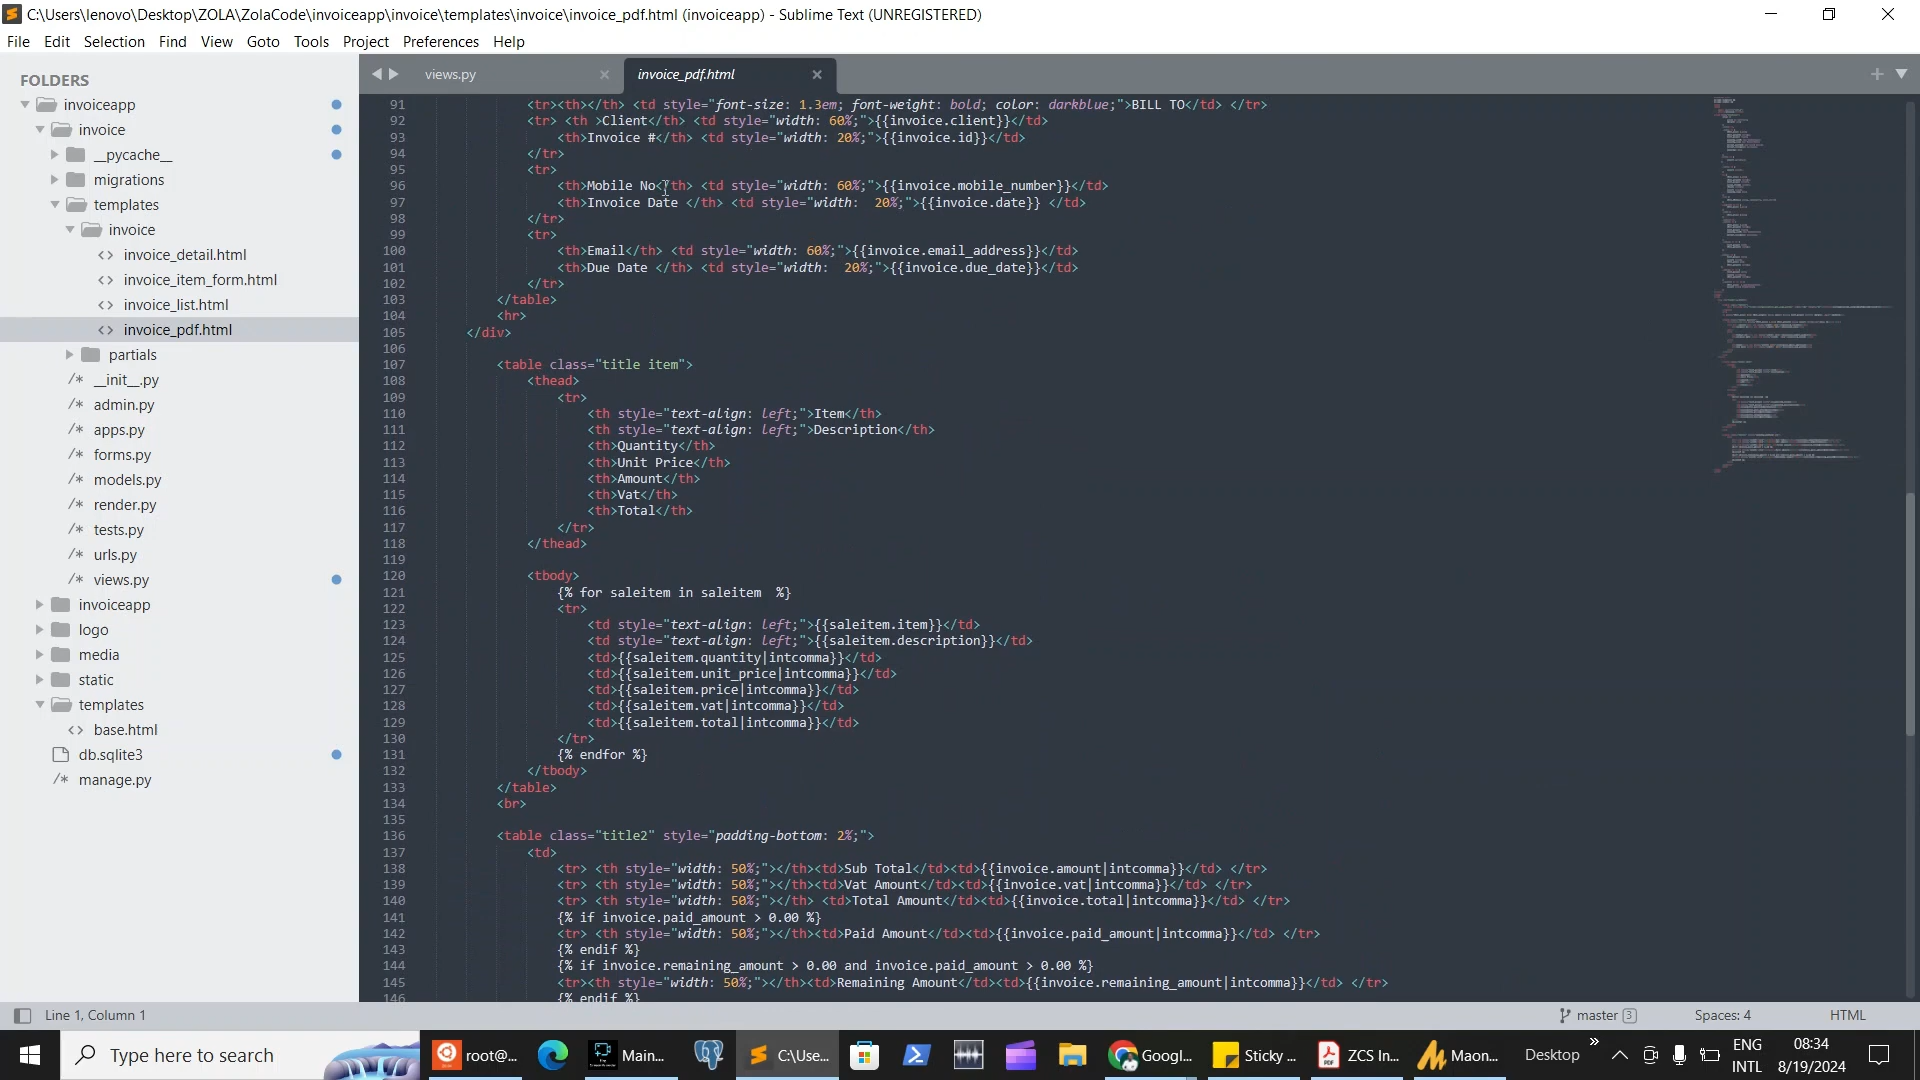 C:\Users\lenovo\Desktop\ZOLA\ZolaCode\invoiceapp\invoice\templates\invoice\invoice_pdf.html (invoiceapp) - Sublime Text (UNREGISTERED)
File Edit Selection Find View Goto Tools Project Preferences Help
FOLDERS
invoiceapp
invoice
__pycache__
migrations
templates
invoice
<> invoice_detail.html
<> invoice_item_form.html
<> invoice_list.html
<> invoice_pdf.html
partials
/* __init__.py
/* admin.py
/* apps.py
/* forms.py
/* models.py
/* render.py
/* tests.py
/* urls.py
/* views.py
invoiceapp
logo
media
static
templates
<> base.html
db.sqlite3
/* manage.py
views.py
invoice_pdf.html
91 <tr><th></th> <td style="font-size: 1.3em; font-weight: bold; color: darkblue;">BILL TO</td> </tr>
92 <tr> <th >Client</th> <td style="width: 60%;">{{invoice.client}}</td>
93 <th>Invoice #</th> <td style="width: 20%;">{{invoice.id}}</td>
94 </tr>
95 <tr>
96 <th>Mobile No</th> <td style="width: 60%;">{{invoice.mobile_number}}</td>
97 <th>Invoice Date </th> <td style="width:  20%;">{{invoice.date}} </td>
98 </tr>
99 <tr>
100 <th>Email</th> <td style="width: 60%;">{{invoice.email_address}}</td>
101 <th>Due Date </th> <td style="width:  20%;">{{invoice.due_date}}</td>
102 </tr>
103 </table>
104 <hr>
105 </div>
106
107 <table class="title item">
108 <thead>
109 <tr>
110 <th style="text-align: left;">Item</th>
111 <th style="text-align: left;">Description</th>
112 <th>Quantity</th>
113 <th>Unit Price</th>
114 <th>Amount</th>
115 <th>Vat</th>
116 <th>Total</th>
117 </tr>
118 </thead>
119
120 <tbody>
121 {% for saleitem in saleitem  %}
122 <tr>
123 <td style="text-align: left;">{{saleitem.item}}</td>
124 <td style="text-align: left;">{{saleitem.description}}</td>
125 <td>{{saleitem.quantity|intcomma}}</td>
126 <td>{{saleitem.unit_price|intcomma}}</td>
127 <td>{{saleitem.price|intcomma}}</td>
128 <td>{{saleitem.vat|intcomma}}</td>
129 <td>{{saleitem.total|intcomma}}</td>
130 </tr>
131 {% endfor %}
132 </tbody>
133 </table>
134 <br>
135
136 <table class="title2" style="padding-bottom: 2%;">
137 <td>
138 <tr> <th style="width: 50%;"></th><td>Sub Total</td><td>{{invoice.amount|intcomma}}</td> </tr>
139 <tr> <th style="width: 50%;"></th><td>Vat Amount</td><td>{{invoice.vat|intcomma}}</td> </tr>
140 <tr> <th style="width: 50%;"></th> <td>Total Amount</td><td>{{invoice.total|intcomma}}</td> </tr>
141 {% if invoice.paid_amount > 0.00 %}
142 <tr> <th style="width: 50%;"></th><td>Paid Amount</td><td>{{invoice.paid_amount|intcomma}}</td> </tr>
143 {% endif %}
144 {% if invoice.remaining_amount > 0.00 and invoice.paid_amount > 0.00 %}
145 <tr><th style="width: 50%;"></th><td>Remaining Amount</td><td>{{invoice.remaining_amount|intcomma}}</td> </tr>
146 {% endif %}
Line 1, Column 1
master 3
Spaces: 4
HTML
Type here to search
root@...
Main...
C:\Use...
Googl...
Sticky ...
ZCS In...
Maon...
Desktop
ENG
INTL
08:34
8/19/2024